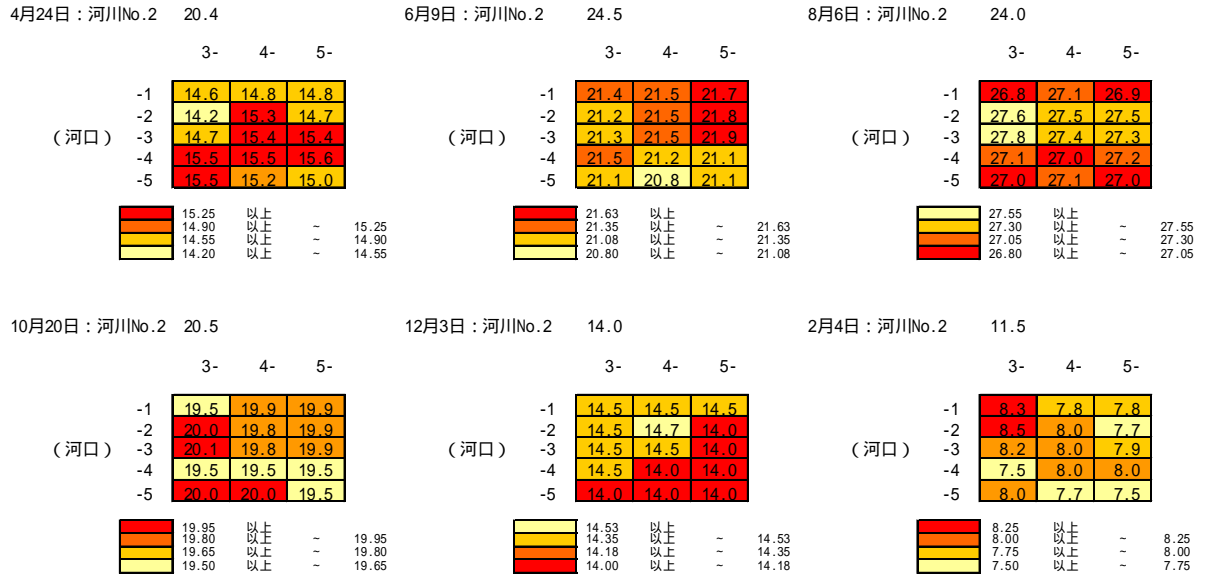 4月24日：河川No.2 20.4
3- 4- 5-
-1 14.6 14.8 14.8
-2 14.2 15.3 14.7
（河口） -3 14.7 15.4 15.4
-4 15.5 15.5 15.6
-5 15.5 15.2 15.0
15.25 以上
14.90 以上 ~ 15.25
14.55 以上 ~ 14.90
14.20 以上 ~ 14.55
6月9日：河川No.2 24.5
3- 4- 5-
-1 21.4 21.5 21.7
-2 21.2 21.5 21.8
（河口） -3 21.3 21.5 21.9
-4 21.5 21.2 21.1
-5 21.1 20.8 21.1
21.63 以上
21.35 以上 ~ 21.63
21.08 以上 ~ 21.35
20.80 以上 ~ 21.08
8月6日：河川No.2 24.0
3- 4- 5-
-1 26.8 27.1 26.9
-2 27.6 27.5 27.5
（河口） -3 27.8 27.4 27.3
-4 27.1 27.0 27.2
-5 27.0 27.1 27.0
27.55 以上
27.30 以上 ~ 27.55
27.05 以上 ~ 27.30
26.80 以上 ~ 27.05
10月20日：河川No.2 20.5
3- 4- 5-
-1 19.5 19.9 19.9
-2 20.0 19.8 19.9
（河口） -3 20.1 19.8 19.9
-4 19.5 19.5 19.5
-5 20.0 20.0 19.5
19.95 以上
19.80 以上 ~ 19.95
19.65 以上 ~ 19.80
19.50 以上 ~ 19.65
12月3日：河川No.2 14.0
3- 4- 5-
-1 14.5 14.5 14.5
-2 14.5 14.7 14.0
（河口） -3 14.5 14.5 14.0
-4 14.5 14.0 14.0
-5 14.0 14.0 14.0
14.53 以上
14.35 以上 ~ 14.53
14.18 以上 ~ 14.35
14.00 以上 ~ 14.18
2月4日：河川No.2 11.5
3- 4- 5-
-1 8.3 7.8 7.8
-2 8.5 8.0 7.7
（河口） -3 8.2 8.0 7.9
-4 7.5 8.0 8.0
-5 8.0 7.7 7.5
8.25 以上
8.00 以上 ~ 8.25
7.75 以上 ~ 8.00
7.50 以上 ~ 7.75